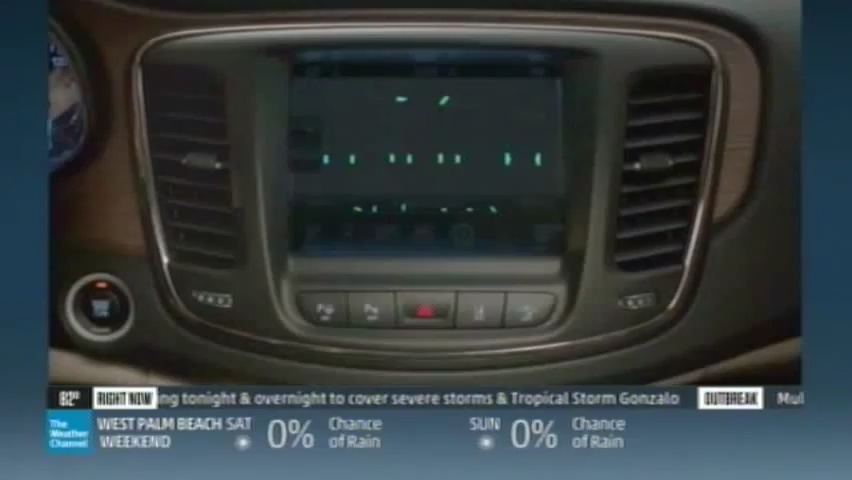 82°
RIGHT NOW
ng tonight & overnight to cover severe storms & Tropical Storm Gonzalo
OUTBREAK
Mul
The
Weather
Channel
WEST PALM BEACH
WEEKEND
SAT
0%
Chance
of Rain
SUN
0%
Chance
of Rain